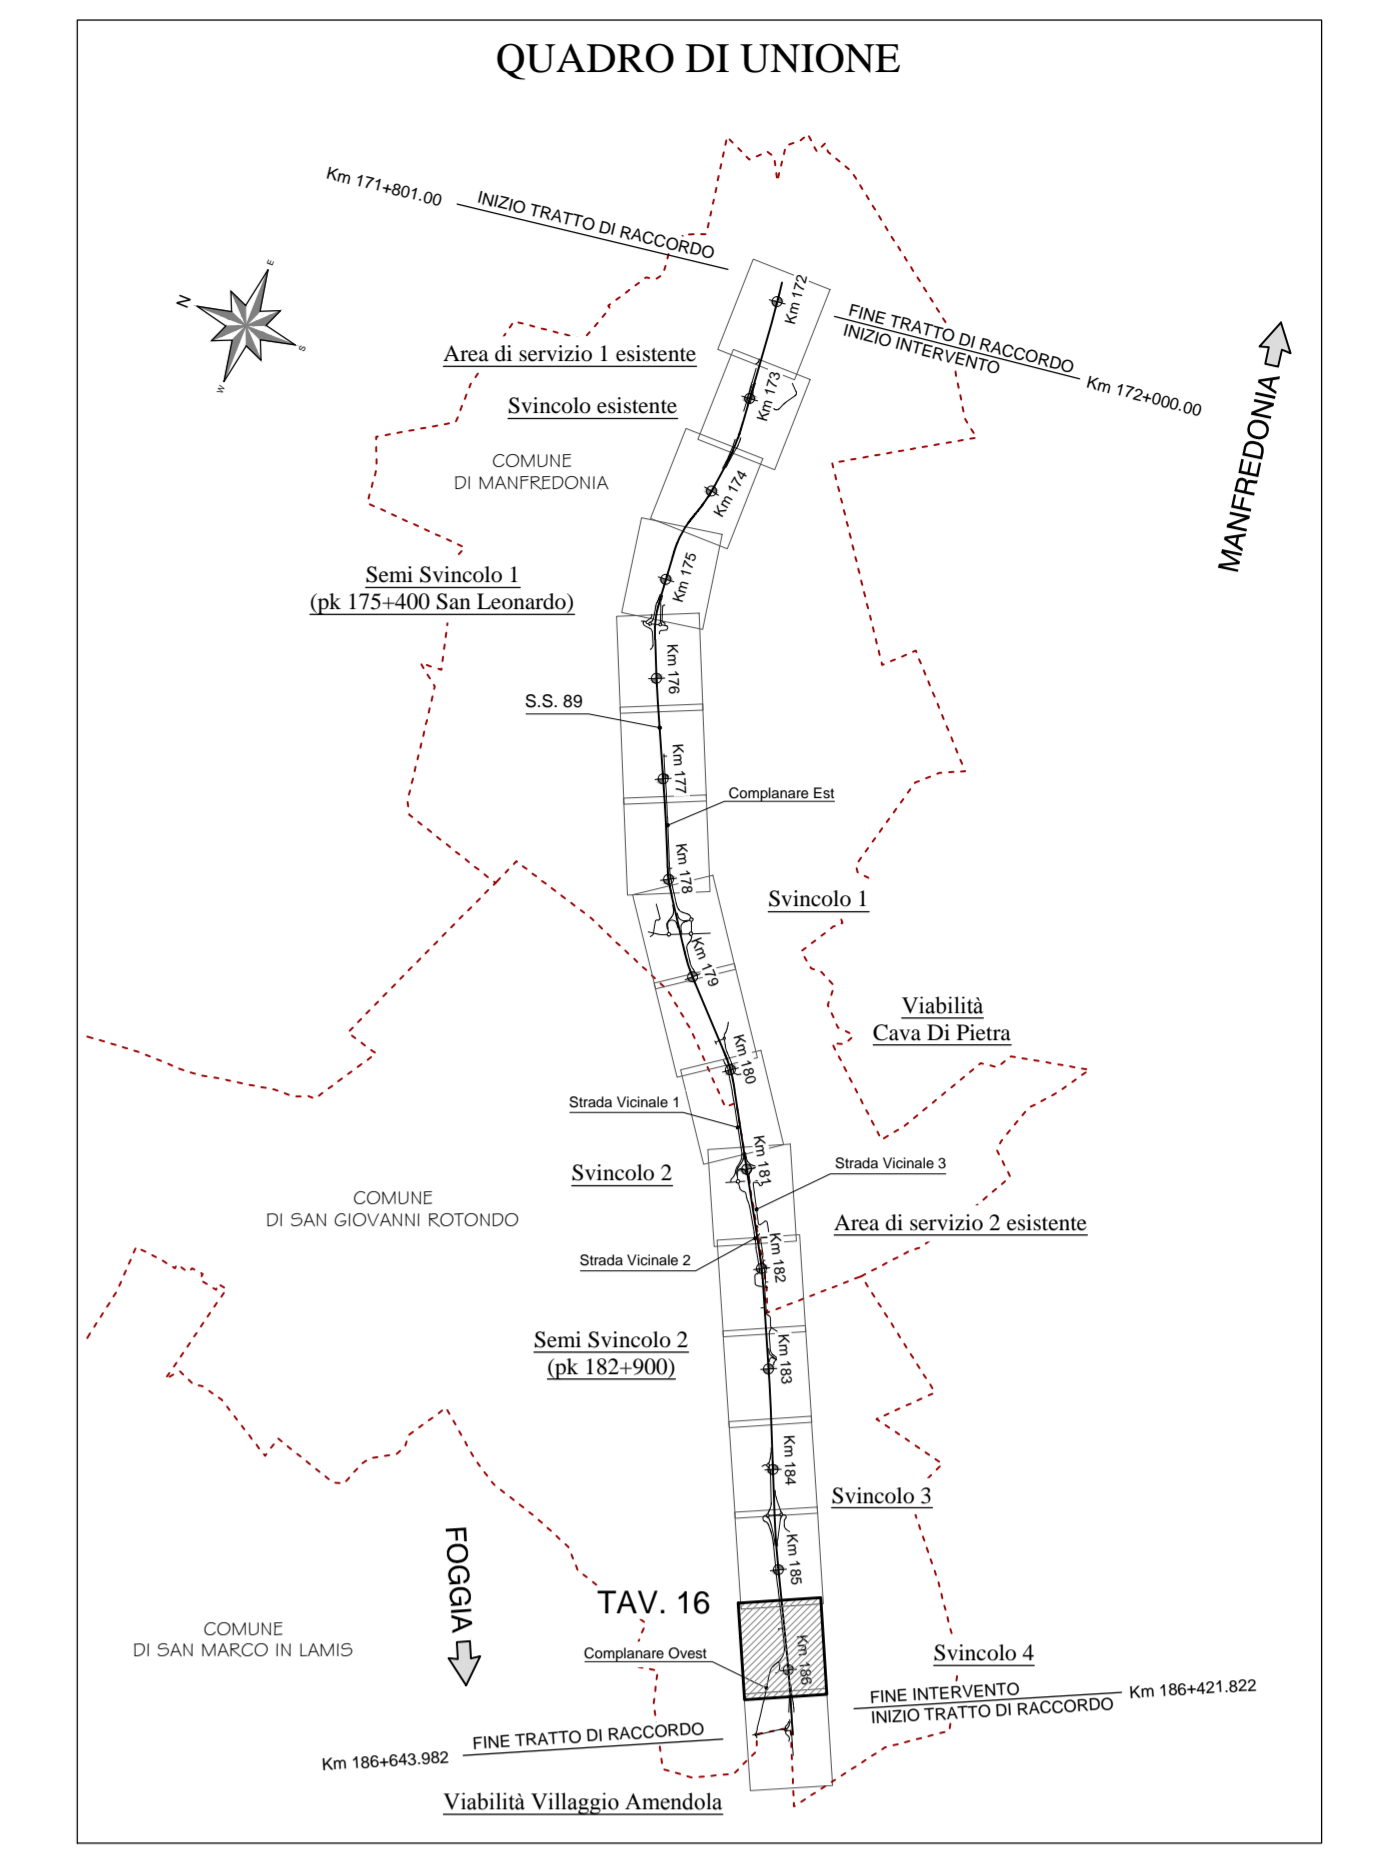 QUADRO DI UNIONE
Km 171+801.00
INIZIO TRATTO DI RACCORDO
N
E
S
W
Km 172
FINE TRATTO DI RACCORDO
INIZIO INTERVENTO
Km 172+000.00
MANFREDONIA
Area di servizio 1 esistente
Km 173
Svincolo esistente
COMUNE
DI MANFREDONIA
Km 174
Semi Svincolo 1
(pk 175+400 San Leonardo)
Km 175
Km 176
S.S. 89
Km 177
Complanare Est
Km 178
Svincolo 1
Km 179
Viabilità
Cava Di Pietra
Km 180
Strada Vicinale 1
Km 181
Strada Vicinale 3
Svincolo 2
COMUNE
DI SAN GIOVANNI ROTONDO
Area di servizio 2 esistente
Strada Vicinale 2
Km 182
Semi Svincolo 2
(pk 182+900)
Km 183
Km 184
Svincolo 3
Km 185
FOGGIA
TAV. 16
COMUNE
DI SAN MARCO IN LAMIS
Complanare Ovest
Km 186
Svincolo 4
FINE INTERVENTO
INIZIO TRATTO DI RACCORDO
Km 186+421.822
FINE TRATTO DI RACCORDO
Km 186+643.982
Viabilità Villaggio Amendola